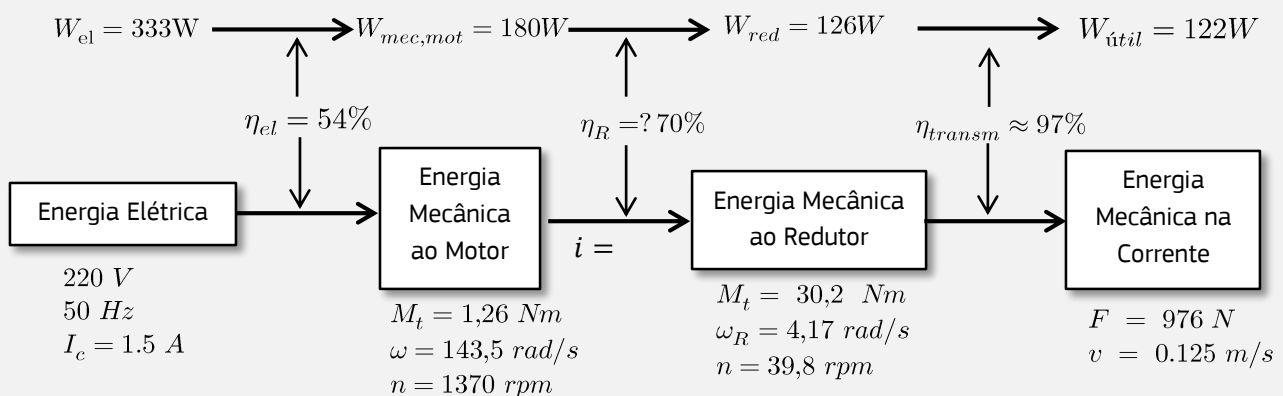 W_el = 333W W_mec,mot = 180W W_red = 126W W_útil = 122W
η_el = 54% η_R =? 70% η_transm ≈ 97%
Energia Elétrica
220 V
50 Hz
I_c = 1.5 A
Energia
Mecânica
ao Motor
M_t = 1,26 Nm
ω = 143,5 rad/s
n = 1370 rpm
i =
Energia Mecânica
ao Redutor
M_t = 30,2 Nm
ω_R = 4,17 rad/s
n = 39,8 rpm
Energia
Mecânica na
Corrente
F = 976 N
v = 0.125 m/s